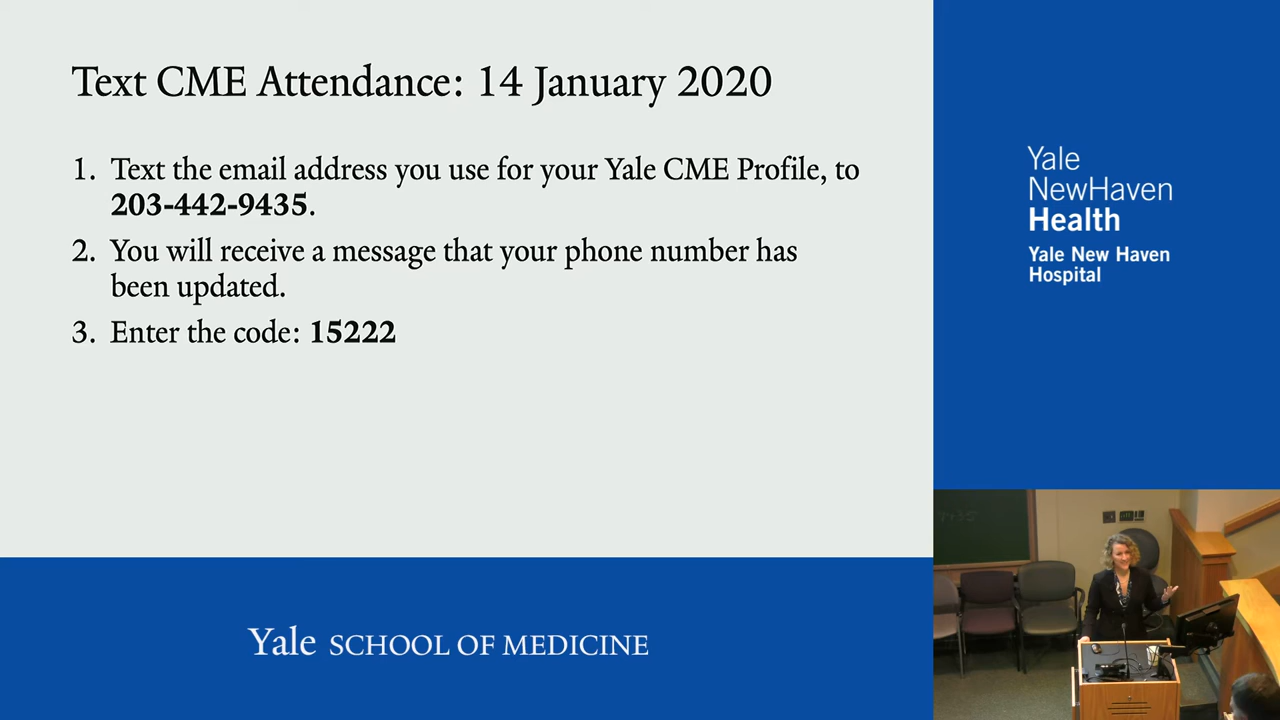 Text CME Attendance: 14 January 2020
1. Text the email address you use for your Yale CME Profile, to
203-442-9435.
2. You will receive a message that your phone number has
been updated.
3. Enter the code: 15222
Yale SCHOOL OF MEDICINE
Yale
NewHaven
Health
Yale New Haven
Hospital